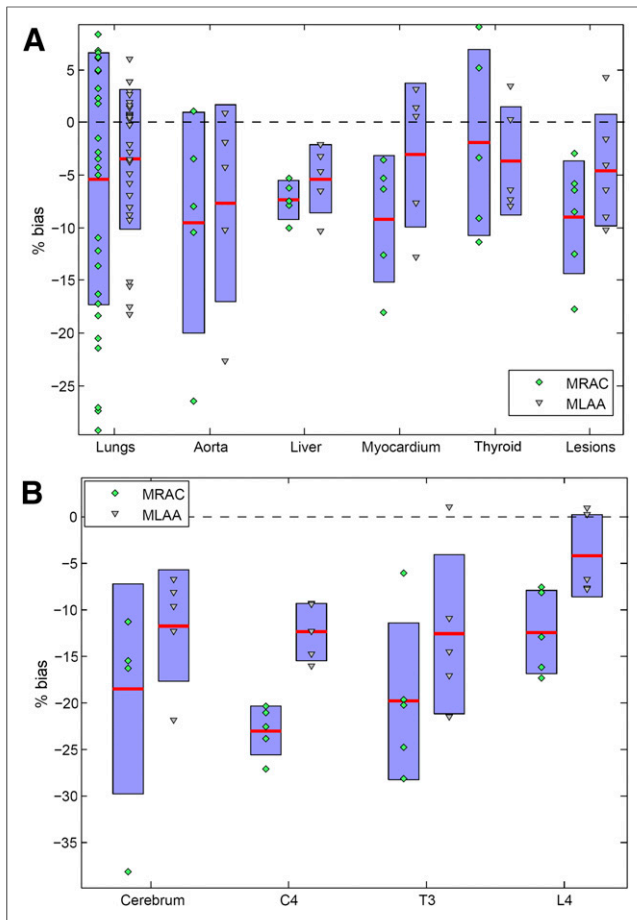 A
5
0
−5
−10
−15
−20
−25
% bias
MRAC
MLAA
Lungs Aorta Liver Myocardium Thyroid Lesions
B
MRAC
MLAA
0
−5
−10
−15
−20
−25
−30
−35
% bias
Cerebrum C4 T3 L4